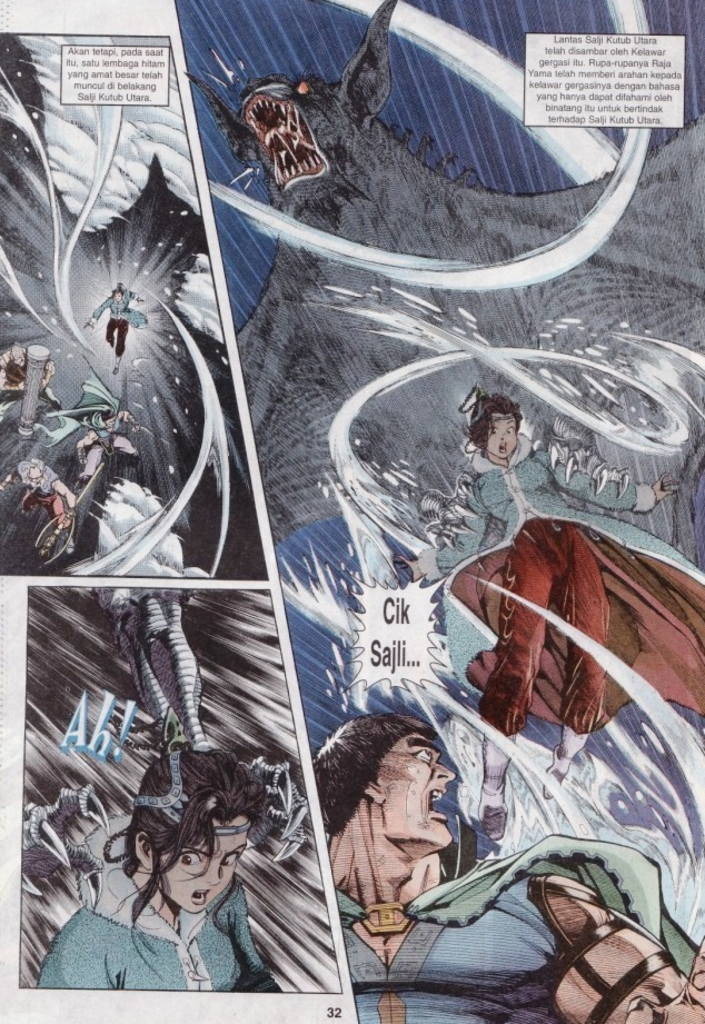 Akan tetapi, pada saat
itu, satu lembaga hitam
yang amat besar telah
muncul di belakang
Salji Kutub Utara.
Lantas Salji Kutub Utara
telah disambar oleh Kelawar
gergasi itu. Rupa-rupanya Raja
Yama telah memberi arahan kepada
kelawar gergasinya dengan bahasa
yang hanya dapat difahami oleh
binatang itu untuk bertindak
terhadap Salji Kutub Utara.
Ah!
Cik
Sajli...
32